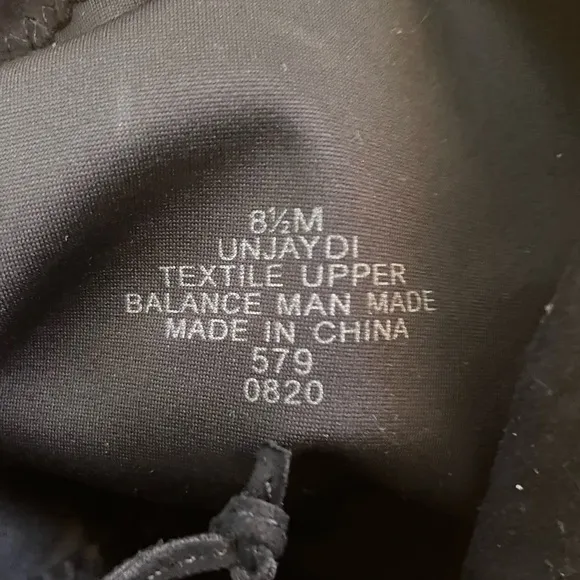 8½M
UNJAYDI
TEXTILE UPPER
BALANCE MAN MADE
MADE IN CHINA
579
0820